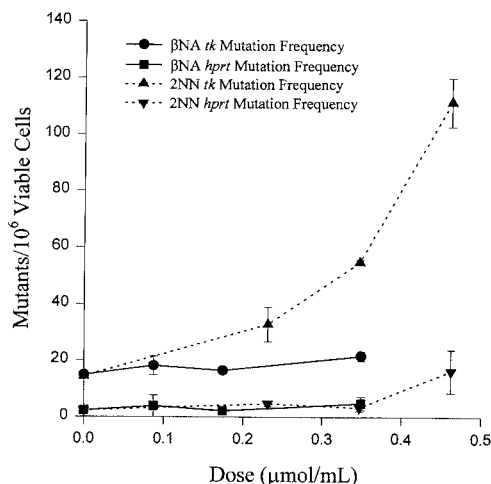 140
120
100
80
60
40
20
0
βNA tk Mutation Frequency
βNA hprt Mutation Frequency
2NN tk Mutation Frequency
2NN hprt Mutation Frequency
Mutants/10⁶ Viable Cells
0.0 0.1 0.2 0.3 0.4 0.5
Dose (µmol/mL)